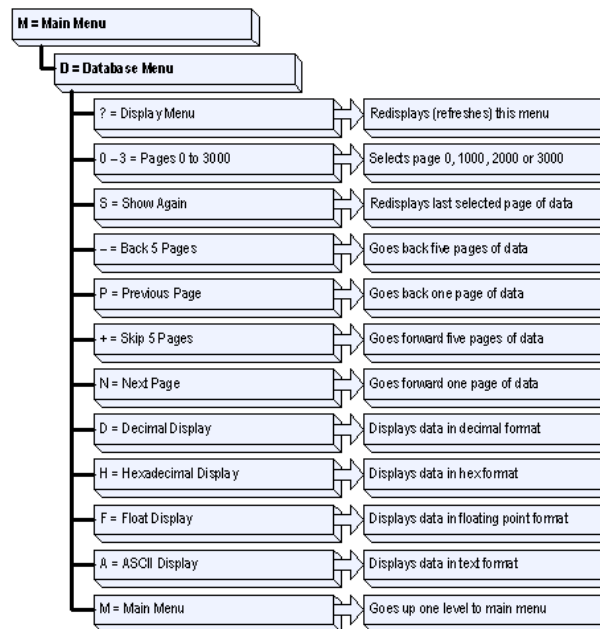 M = Main Menu
D = Database Menu
? = Display Menu
Redisplays (refreshes) this menu
0 – 3 = Pages 0 to 3000
Selects page 0, 1000, 2000 or 3000
S = Show Again
Redisplays last selected page of data
– = Back 5 Pages
Goes back five pages of data
P = Previous Page
Goes back one page of data
+ = Skip 5 Pages
Goes forward five pages of data
N = Next Page
Goes forward one page of data
D = Decimal Display
Displays data in decimal format
H = Hexadecimal Display
Displays data in hex format
F = Float Display
Displays data in floating point format
A = ASCII Display
Displays data in text format
M = Main Menu
Goes up one level to main menu